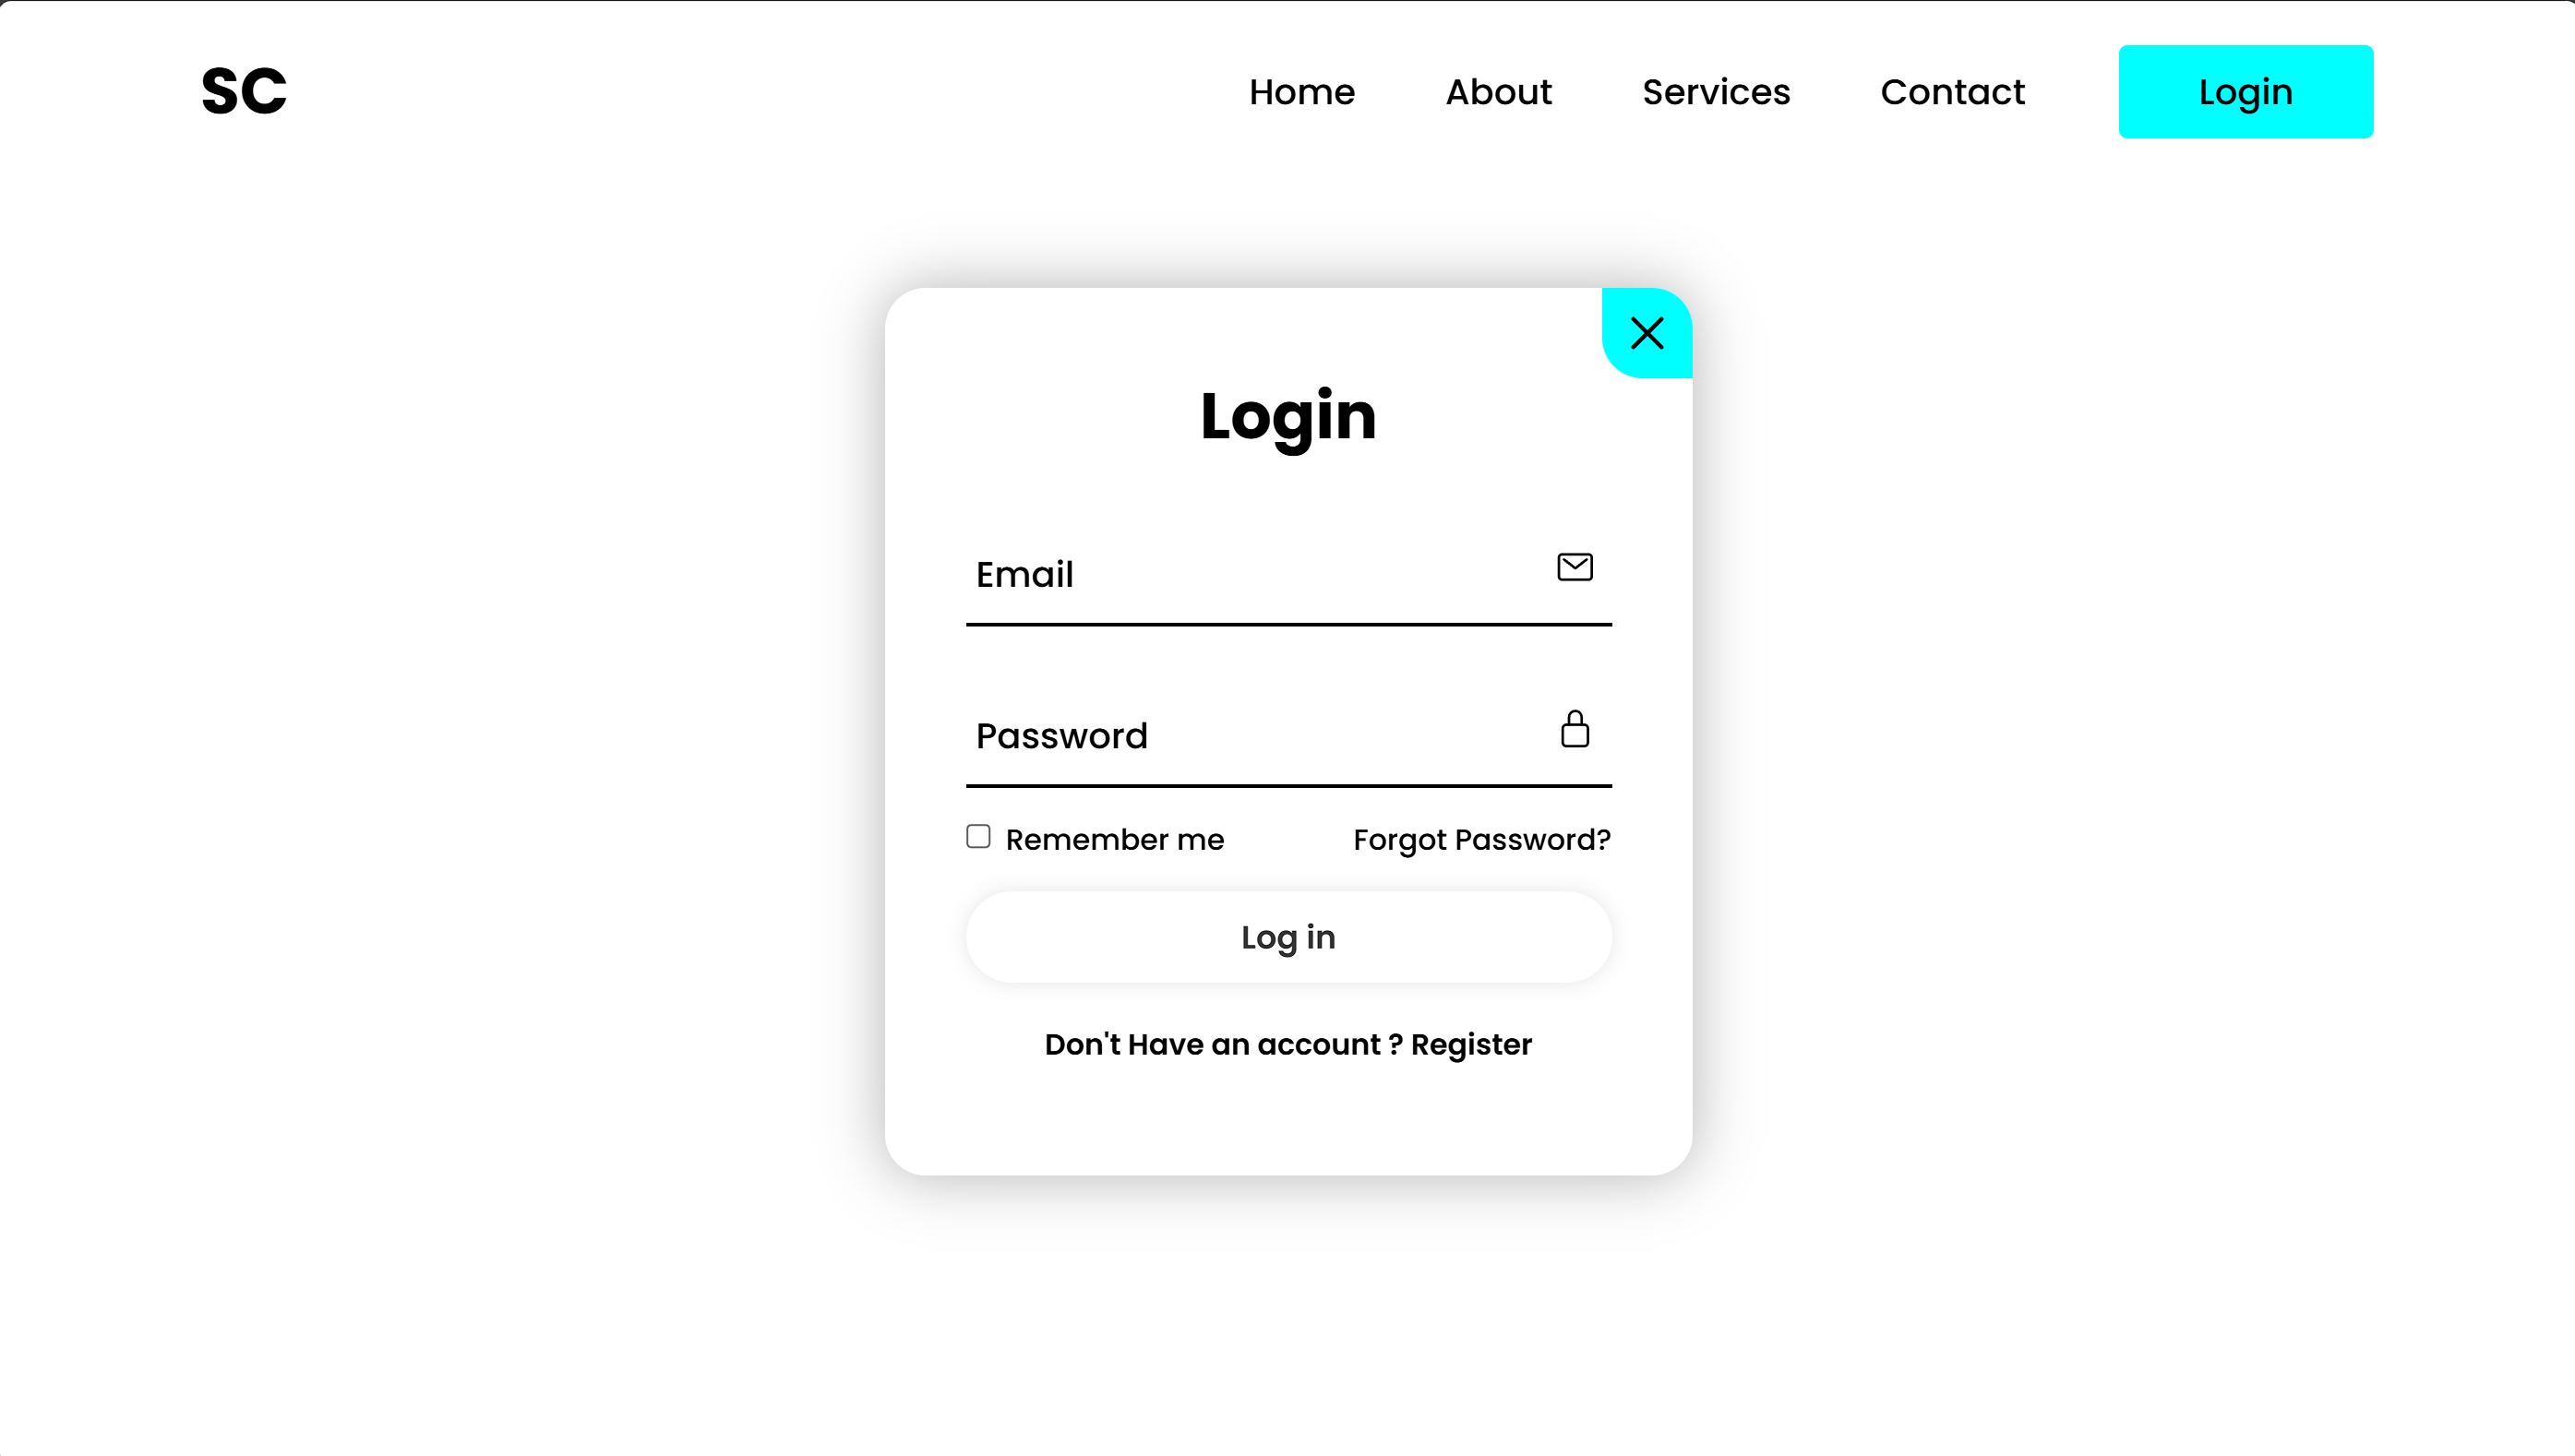 SC Home About Services Contact Login
Login
Email
Password
Remember me Forgot Password?
Log in
Don't Have an account ? Register